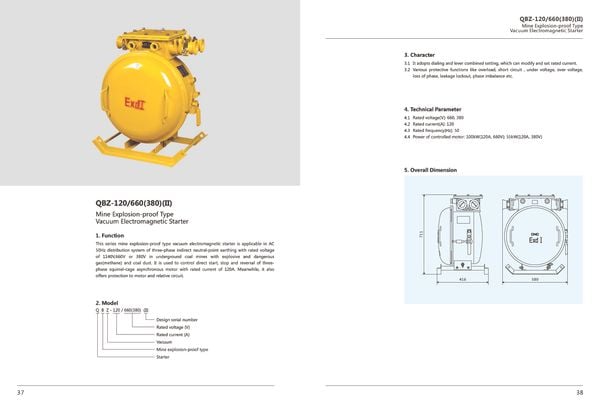 ExdI
QBZ-120/660(380)(II)
Mine Explosion-proof Type
Vacuum Electromagnetic Starter
1. Function
This series mine explosion-proof type vacuum electromagnetic starter is applicable in AC
50Hz distribution system of three-phase indirect neutral-point earthing with rated voltage
of 1140V,660V or 380V in underground coal mines with explosive and dangerous
gas(methane) and coal dust. It is used to control direct start, stop and reversal of three-
phase squirrel-cage asynchronous motor with rated current of 120A. Meanwhile, it also
offers protection to motor and relative circuit.
2. Model
Q B Z - 120 / 660(380) (II)
Design serial number
Rated voltage (V)
Rated current (A)
Vacuum
Mine explosion-proof type
Starter
37
QBZ-120/660(380)(II)
Mine Explosion-proof Type
Vacuum Electromagnetic Starter
3. Character
3.1 It adopts dialing and lever combined setting, which can modify and set rated current.
3.2 Various protective functions like overload, short circuit , under voltage, over voltage,
loss of phase, leakage lockout, phase imbalance etc.
4. Technical Parameter
4.1 Rated voltage(V): 660, 380
4.2 Rated current(A): 120
4.3 Rated frequency(Hz): 50
4.4 Power of controlled motor: 100kW(120A, 660V); 55kW(120A, 380V)
5. Overall Dimension
Exd I
416
38